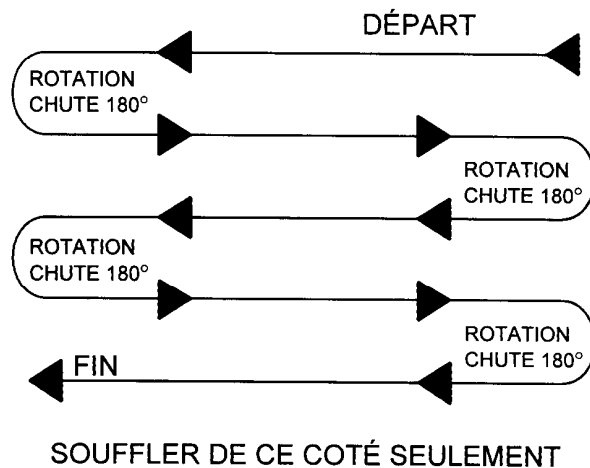 DÉPART
ROTATION
CHUTE 180°
ROTATION
CHUTE 180°
ROTATION
CHUTE 180°
ROTATION
CHUTE 180°
FIN
SOUFFLER DE CE COTÉ SEULEMENT